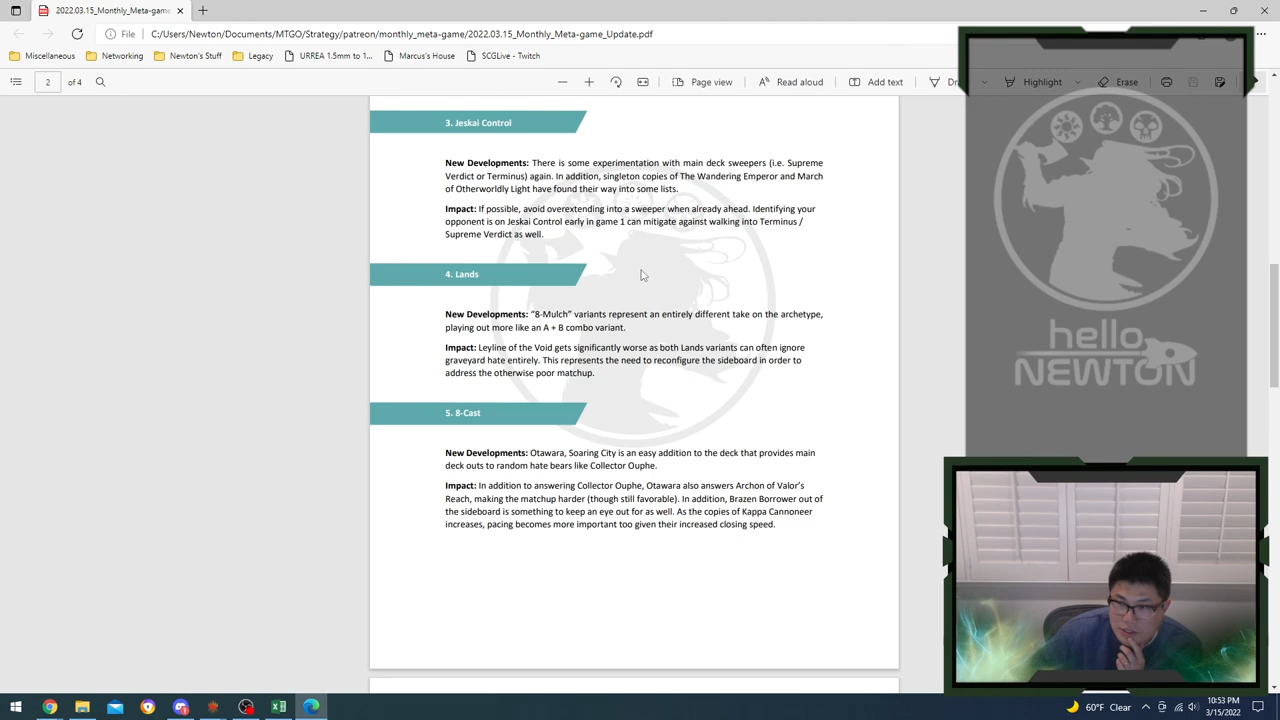 2022.03.15_Monthly_Meta-game
File
C:/Users/Newton/Documents/MTGO/Strategy/patreon/monthly_meta-game/2022.03.15_Monthly_Meta-game_Update.pdf
Miscellaneous
Networking
Newton's Stuff
Legacy
URREA 1.5mm to 1...
Marcus's House
SCGLive - Twitch
2 of 4
Page view
Read aloud
Add text
Highlight
Erase
3. Jeskai Control
New Developments: There is some experimentation with main deck sweepers (i.e. Supreme
Verdict or Terminus) again. In addition, singleton copies of The Wandering Emperor and March
of Otherworldly Light have found their way into some lists.
Impact: If possible, avoid overextending into a sweeper when already ahead. Identifying your
opponent is on Jeskai Control early in game 1 can mitigate against walking into Terminus /
Supreme Verdict as well.
4. Lands
New Developments: "8-Mulch" variants represent an entirely different take on the archetype,
playing out more like an A + B combo variant.
Impact: Leyline of the Void gets significantly worse as both Lands variants can often ignore
graveyard hate entirely. This represents the need to reconfigure the sideboard in order to
address the otherwise poor matchup.
5. 8-Cast
New Developments: Otawara, Soaring City is an easy addition to the deck that provides main
deck outs to random hate bears like Collector Ouphe.
Impact: In addition to answering Collector Ouphe, Otawara also answers Archon of Valor's
Reach, making the matchup harder (though still favorable). In addition, Brazen Borrower out of
the sideboard is something to keep an eye out for as well. As the copies of Kappa Cannoneer
increases, pacing becomes more important too given their increased closing speed.
hello
NEWTON
60°F Clear
10:53 PM
3/15/2022